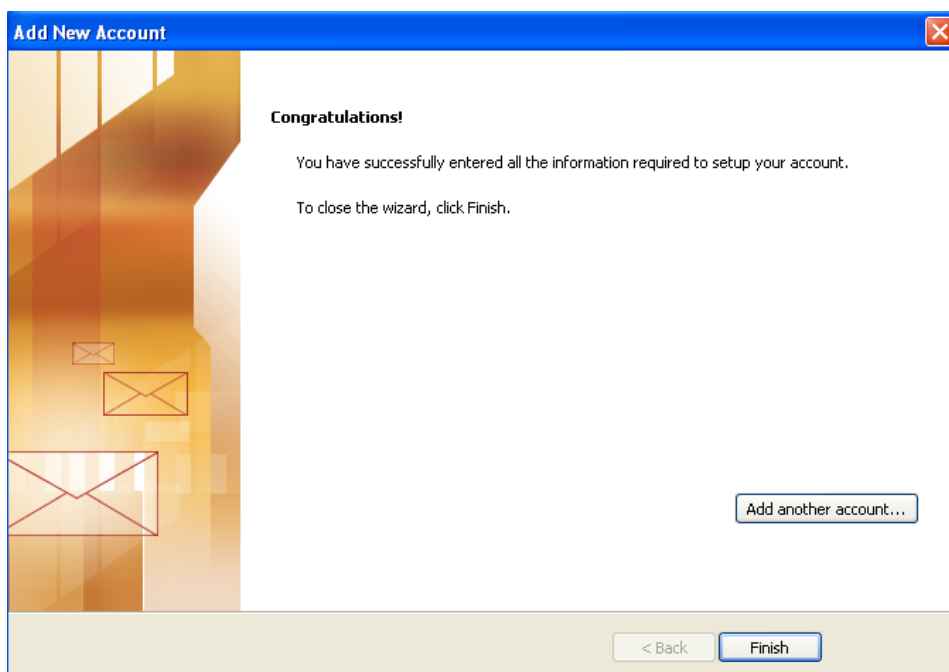 Add New Account
Congratulations!
You have successfully entered all the information required to setup your account.
To close the wizard, click Finish.
Add another account...
< Back
Finish